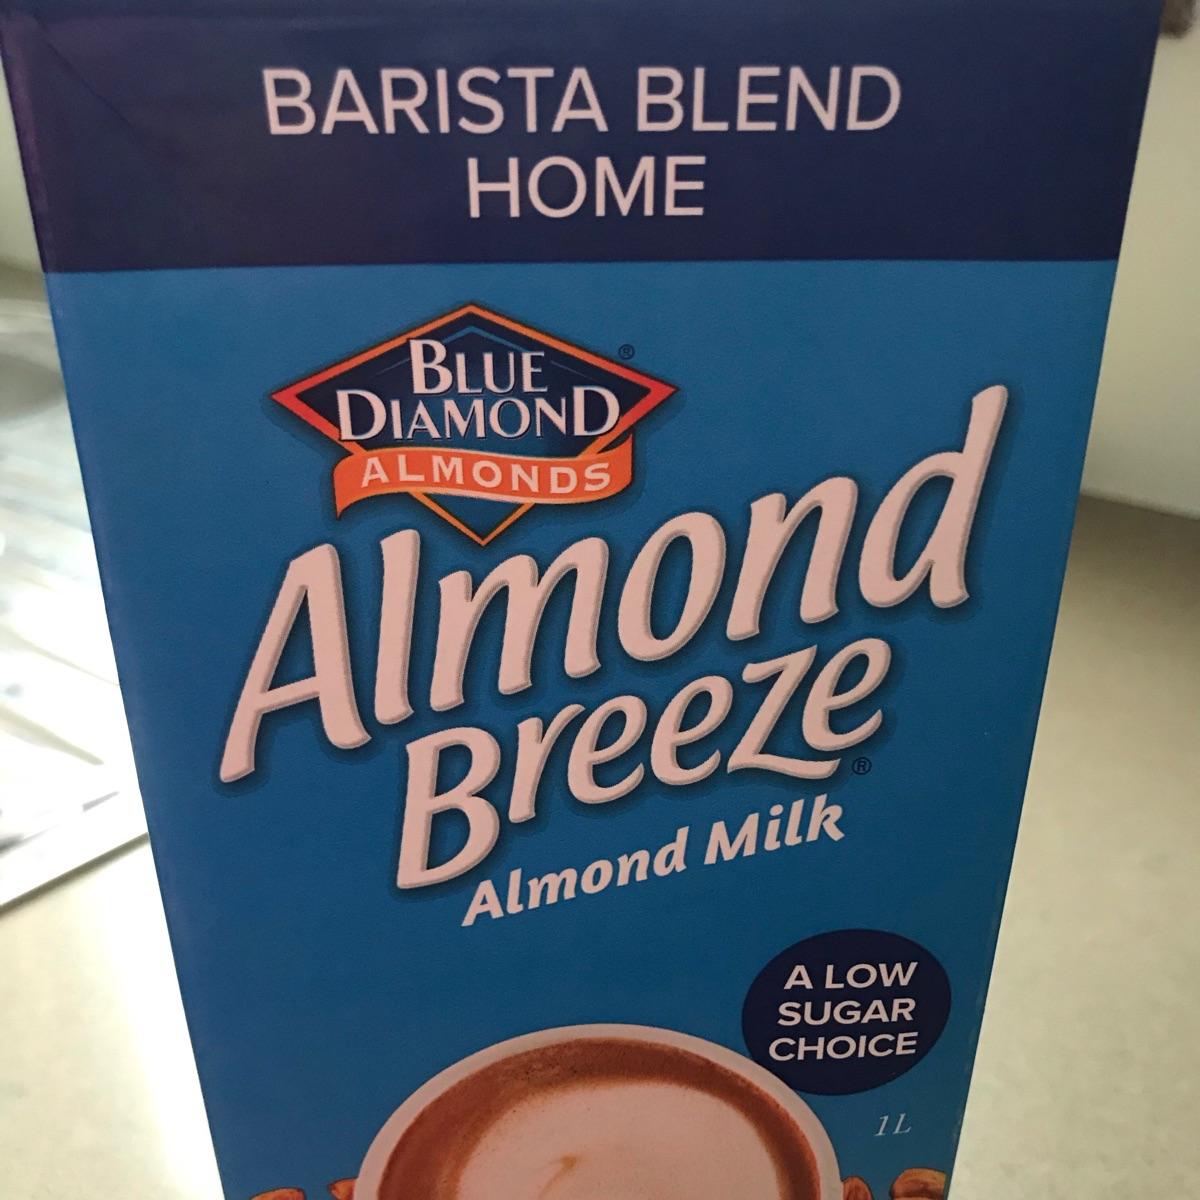 BARISTA BLEND
HOME
BLUE
DIAMOND
ALMONDS
®
Almond
Breeze
®
Almond Milk
A LOW
SUGAR
CHOICE
1L